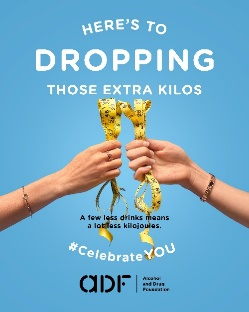 HERE'S TO
DROPPING
THOSE EXTRA KILOS
A few less drinks means
a lot less kilojoules.
#CelebrateYOU
ADF
Alcohol
and Drug
Foundation